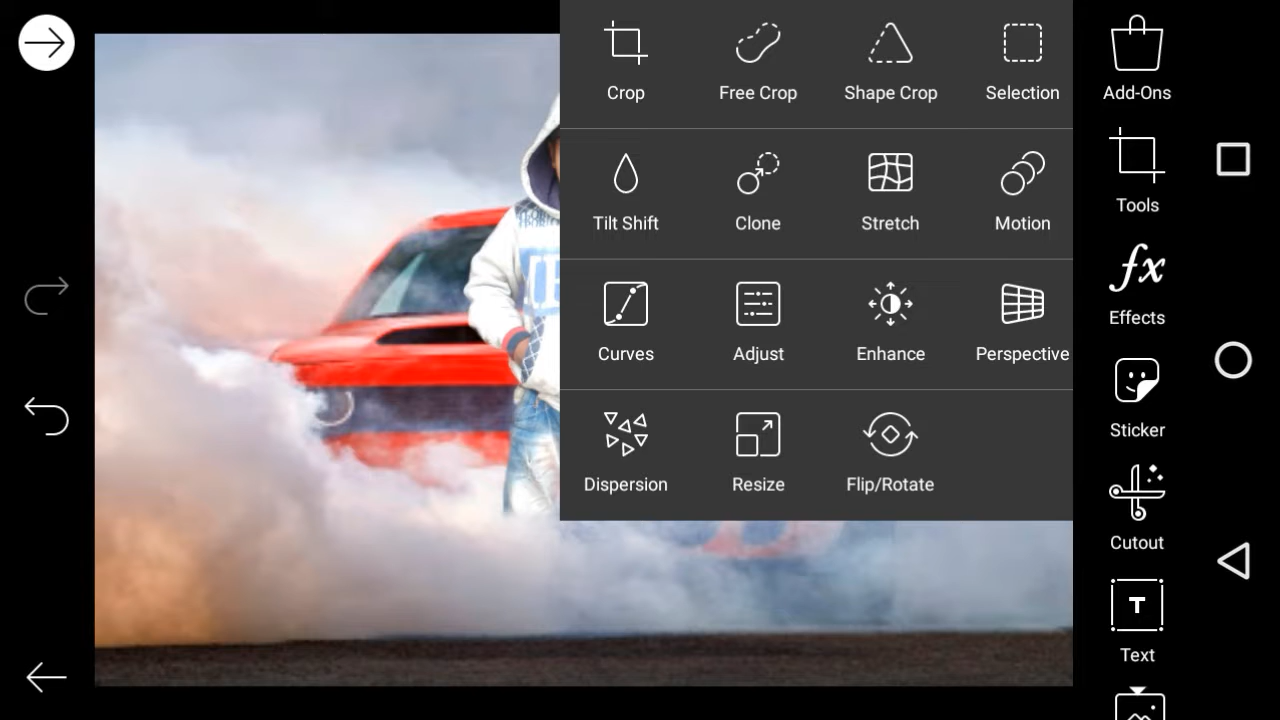 Crop
Free Crop
Shape Crop
Selection
Add-Ons
Tilt Shift
Clone
Stretch
Motion
Tools
Curves
Adjust
Enhance
Perspective
Effects
Dispersion
Resize
Flip/Rotate
Sticker
Cutout
T
Text